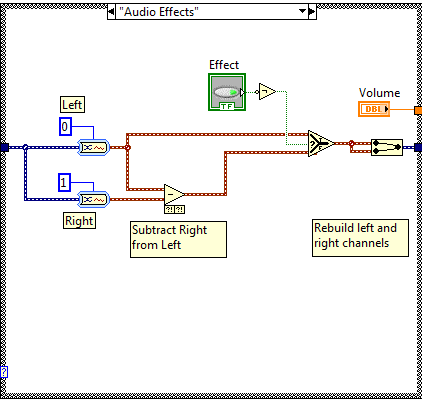 "Audio Effects"
Effect
TF
Left
0
Volume
DBL
1
Right
Subtract Right
from Left
Rebuild left and
right channels
?
T
F
?!
?!
?